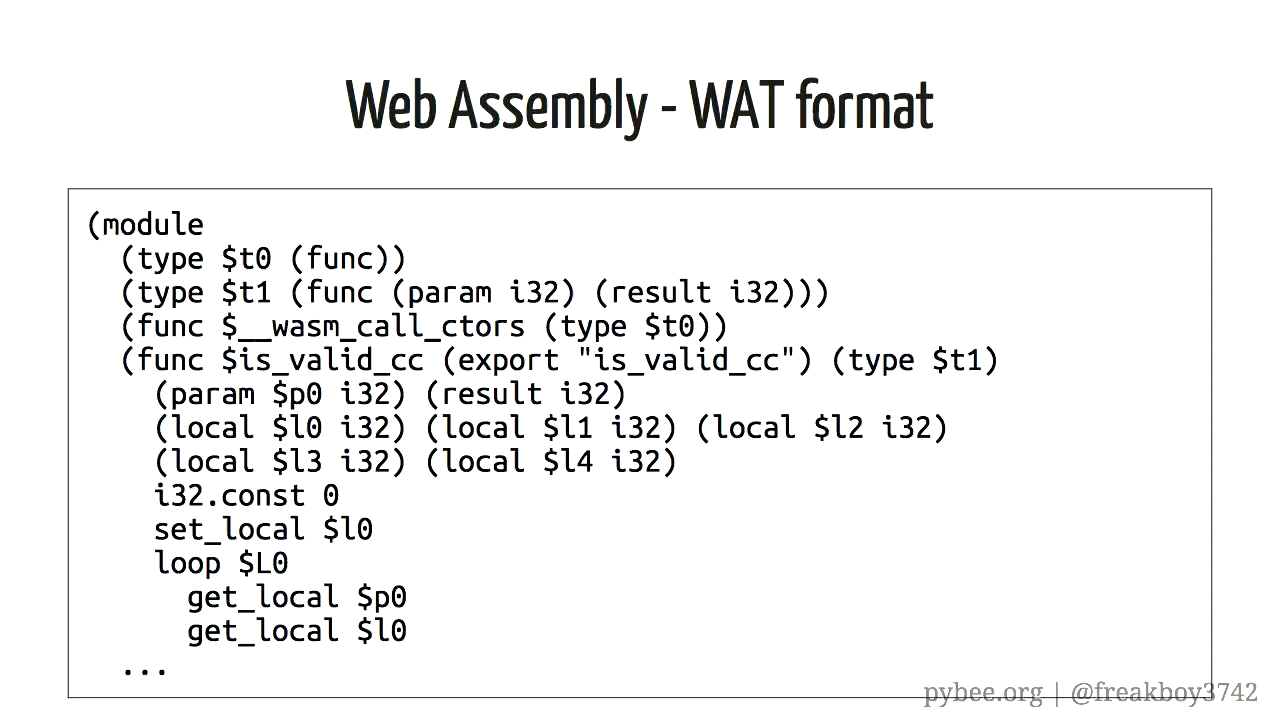 Web Assembly - WAT format
(module
  (type $t0 (func))
  (type $t1 (func (param i32) (result i32)))
  (func $__wasm_call_ctors (type $t0))
  (func $is_valid_cc (export "is_valid_cc") (type $t1)
    (param $p0 i32) (result i32)
    (local $l0 i32) (local $l1 i32) (local $l2 i32)
    (local $l3 i32) (local $l4 i32)
    i32.const 0
    set_local $l0
    loop $L0
      get_local $p0
      get_local $l0
  ...
pybee.org | @freakboy3742